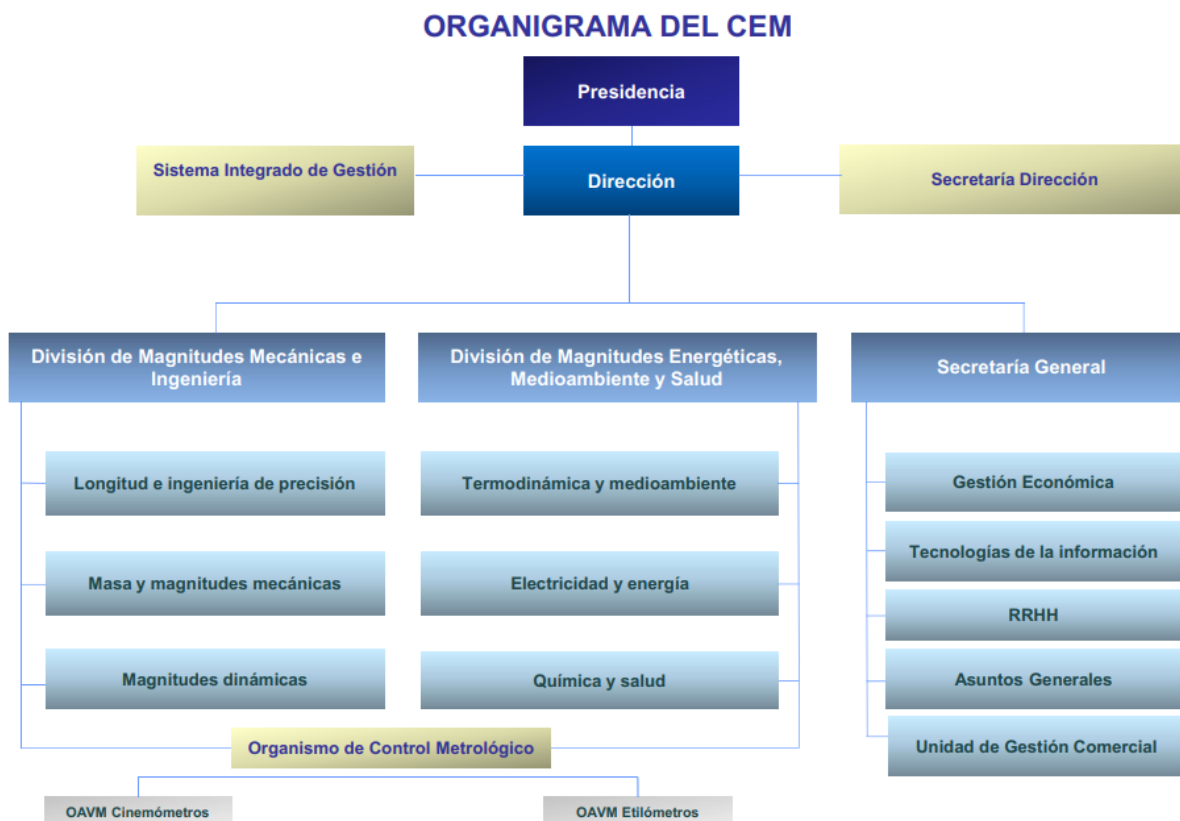 ORGANIGRAMA DEL CEM
Presidencia
Sistema Integrado de Gestión
Dirección
Secretaría Dirección
División de Magnitudes Mecánicas e
Ingeniería
División de Magnitudes Energéticas,
Medioambiente y Salud
Secretaría General
Longitud e ingeniería de precisión
Termodinámica y medioambiente
Gestión Económica
Tecnologías de la información
Masa y magnitudes mecánicas
Electricidad y energía
RRHH
Magnitudes dinámicas
Química y salud
Asuntos Generales
Organismo de Control Metrológico
Unidad de Gestión Comercial
OAVM Cinemómetros
OAVM Etilómetros